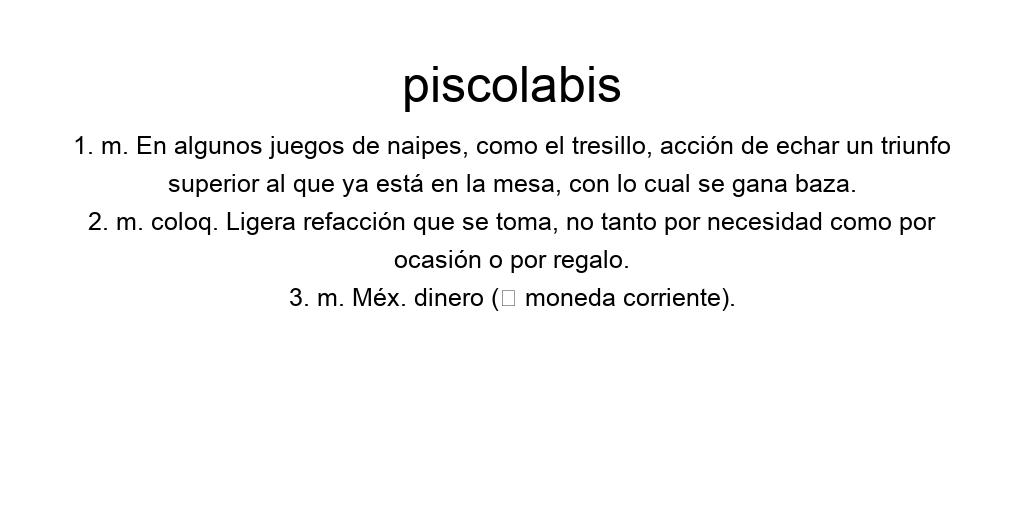 piscolabis
1. m. En algunos juegos de naipes, como el tresillo, acción de echar un triunfo
superior al que ya está en la mesa, con lo cual se gana baza.
2. m. coloq. Ligera refacción que se toma, no tanto por necesidad como por
ocasión o por regalo.
3. m. Méx. dinero (□ moneda corriente).